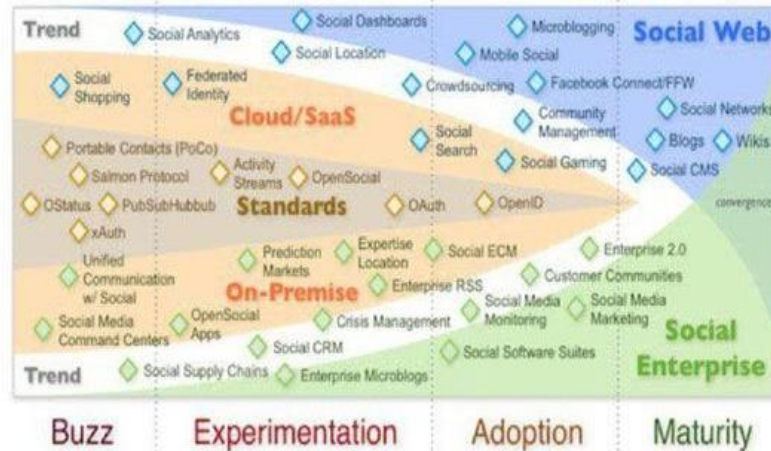 Trend
Social Dashboards
Microblogging
Social Web
Social Analytics
Social Location
Mobile Social
Social
Shopping
Federated
Identity
Crowdsourcing
Facebook Connect/FFW
Cloud/SaaS
Community
Management
Social Networks
Social
Search
Blogs
Wikis
Portable Contacts (PoCo)
Social Gaming
Social CMS
Salmon Protocol
Activity
Streams
OpenSocial
OStatus
PubSubHubbub
Standards
OAuth
OpenID
convergence
xAuth
Unified
Communication
w/ Social
Prediction
Markets
Expertise
Location
Social ECM
Enterprise 2.0
On-Premise
Enterprise RSS
Customer Communities
Social Media
Command Centers
OpenSocial
Apps
Crisis Management
Social Media
Monitoring
Social Media
Marketing
Social
Enterprise
Social CRM
Social Software Suites
Trend
Social Supply Chains
Enterprise Microblogs
Buzz
Experimentation
Adoption
Maturity